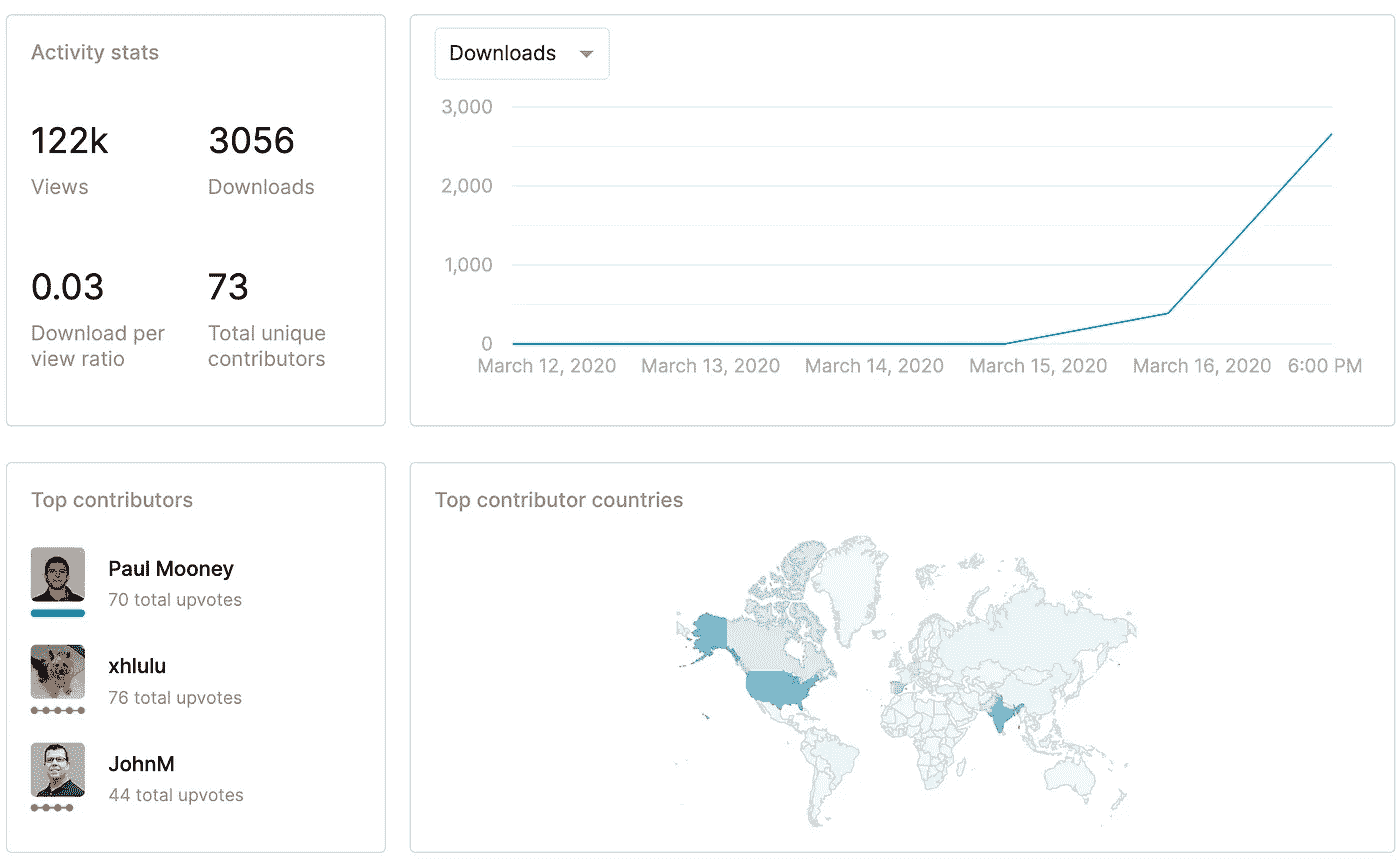 Activity stats
122k
Views
3056
Downloads
0.03
Download per
view ratio
73
Total unique
contributors
Downloads
3,000
2,000
1,000
0
March 12, 2020
March 13, 2020
March 14, 2020
March 15, 2020
March 16, 2020
6:00 PM
Top contributors
Paul Mooney
70 total upvotes
xhlulu
76 total upvotes
JohnM
44 total upvotes
Top contributor countries